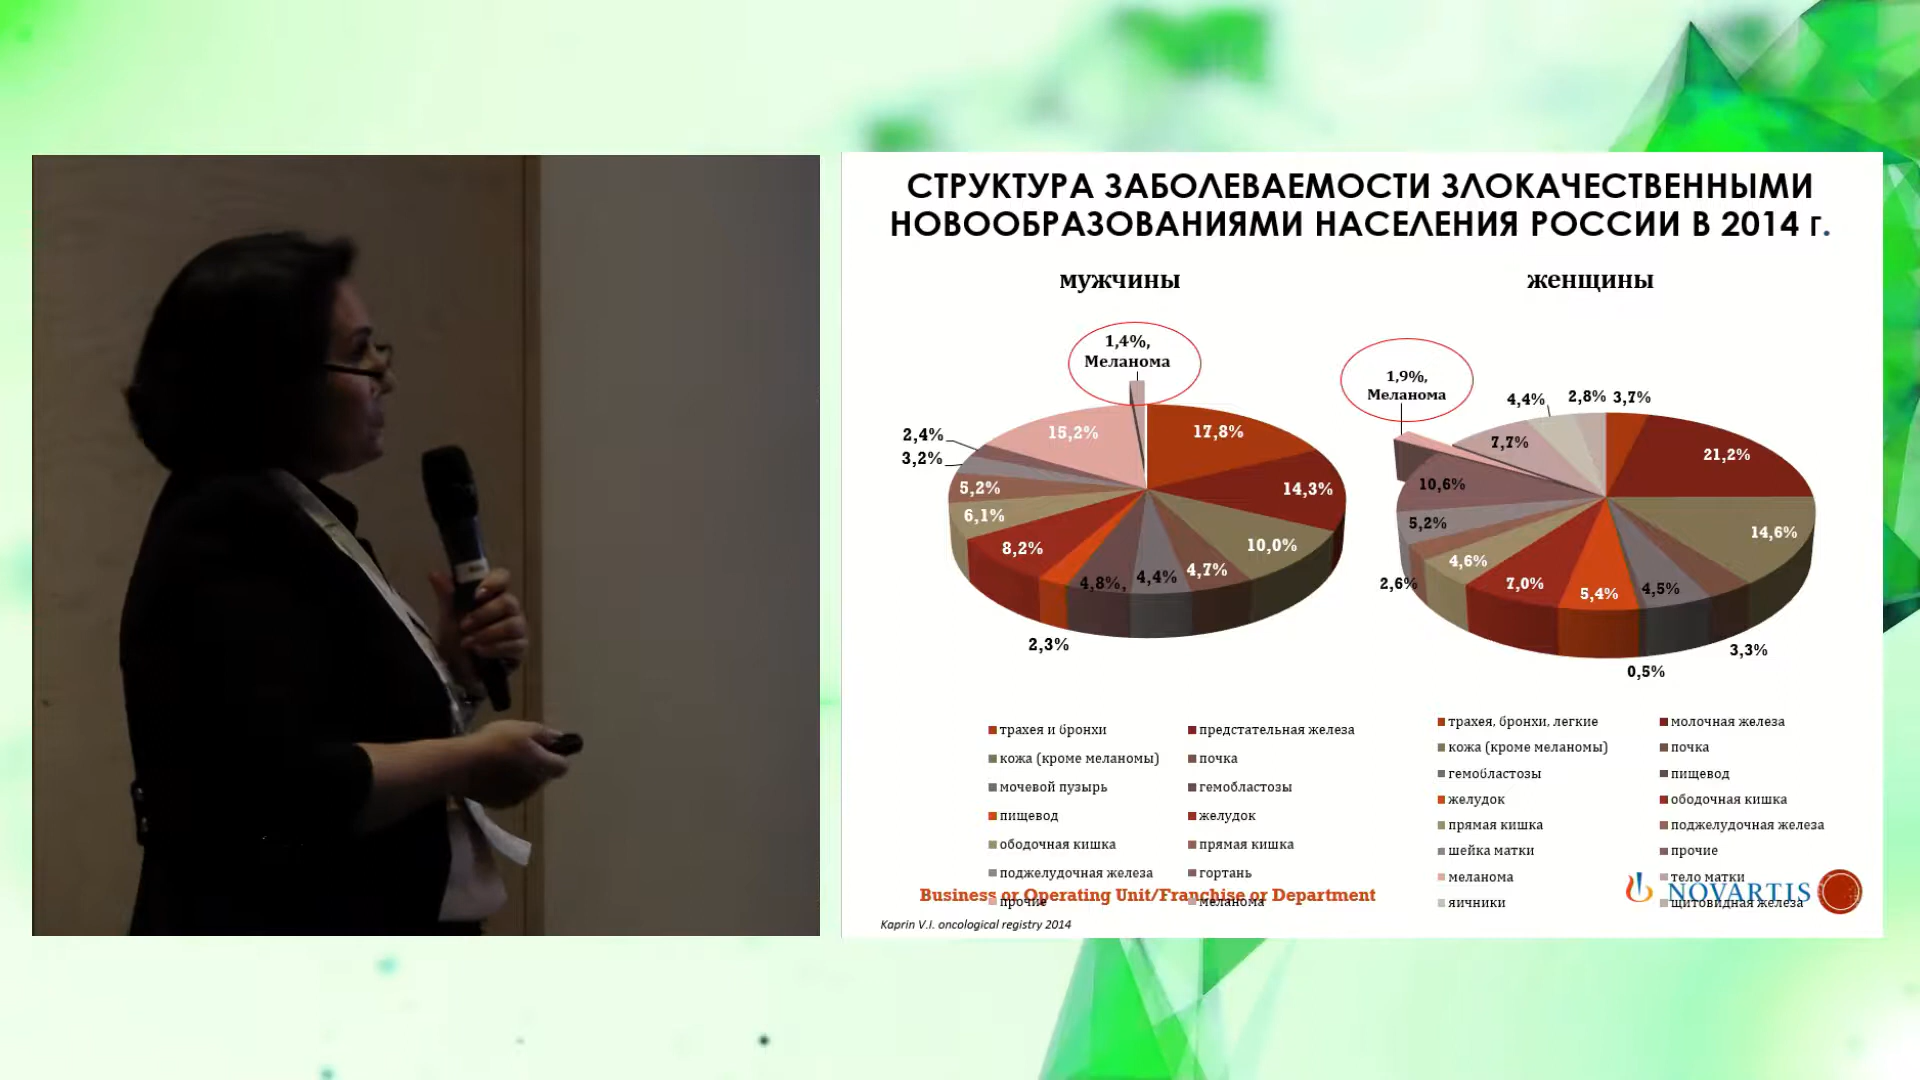 СТРУКТУРА ЗАБОЛЕВАЕМОСТИ ЗЛОКАЧЕСТВЕННЫМИ
НОВООБРАЗОВАНИЯМИ НАСЕЛЕНИЯ РОССИИ В 2014 г.
мужчины
1,4%,
Меланома
17,8%
14,3%
10,0%
4,7%
4,4%
4,8%,
2,3%
8,2%
6,1%
5,2%
3,2%
2,4%
15,2%
трахея и бронхи
предстательная железа
кожа (кроме меланомы)
почка
мочевой пузырь
гемобластозы
пищевод
желудок
ободочная кишка
прямая кишка
поджелудочная железа
гортань
прочие
меланома
женщины
1,9%,
Меланома
3,7%
21,2%
14,6%
3,3%
4,5%
0,5%
5,4%
7,0%
4,6%
2,6%
5,2%
10,6%
7,7%
4,4%
2,8%
трахея, бронхи, легкие
молочная железа
кожа (кроме меланомы)
почка
гемобластозы
пищевод
желудок
ободочная кишка
прямая кишка
поджелудочная железа
шейка матки
прочие
меланома
тело матки
яичники
щитовидная железа
Business or Operating Unit/Franchise or Department
NOVARTIS
Kaprin V.I. oncological registry 2014